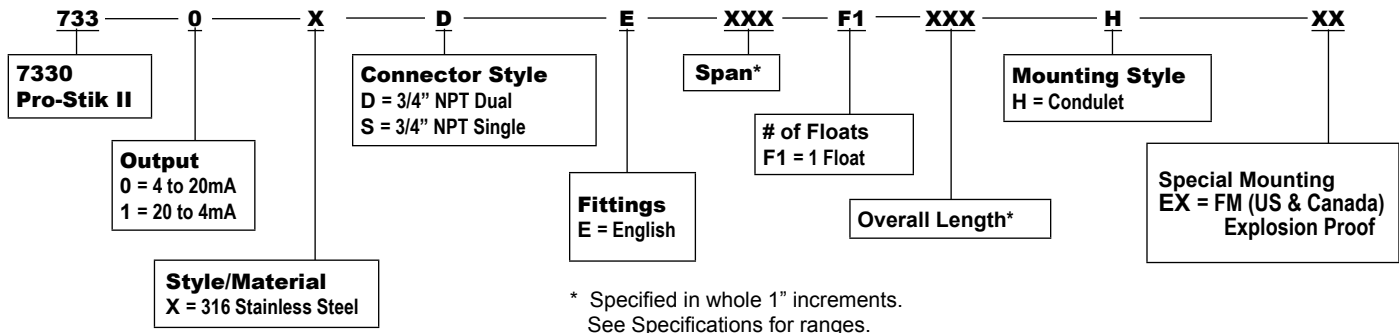 733 0 X D E XXX F1 XXX H XX
7330
Pro-Stik II
Output
0 = 4 to 20mA
1 = 20 to 4mA
Style/Material
X = 316 Stainless Steel
Connector Style
D = 3/4” NPT Dual
S = 3/4” NPT Single
Fittings
E = English
Span*
# of Floats
F1 = 1 Float
Overall Length*
Mounting Style
H = Condulet
Special Mounting
EX = FM (US & Canada)
Explosion Proof
* Specified in whole 1” increments.
See Specifications for ranges.